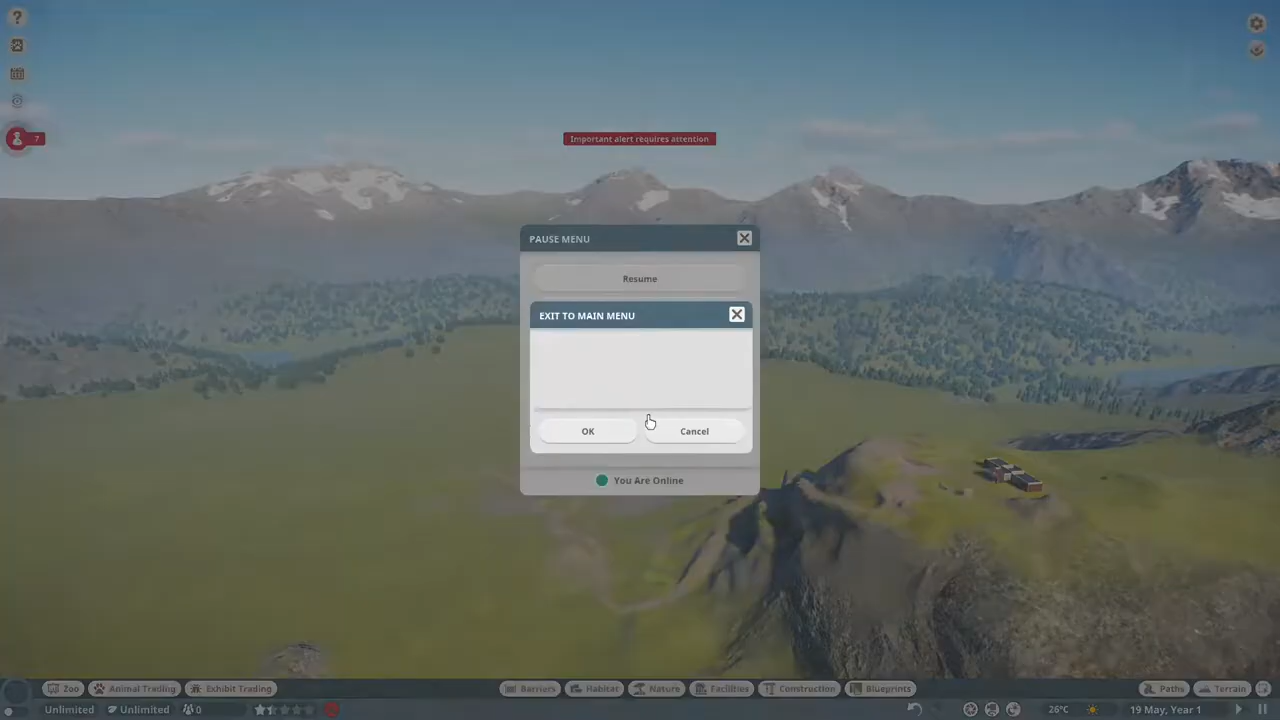 ?
7
Important alert requires attention
PAUSE MENU
Resume
EXIT TO MAIN MENU
OK
Cancel
You Are Online
Zoo
Animal Trading
Exhibit Trading
Barriers
Habitat
Nature
Facilities
Construction
Blueprints
Paths
Terrain
Unlimited
Unlimited
0
26°C
19 May, Year 1